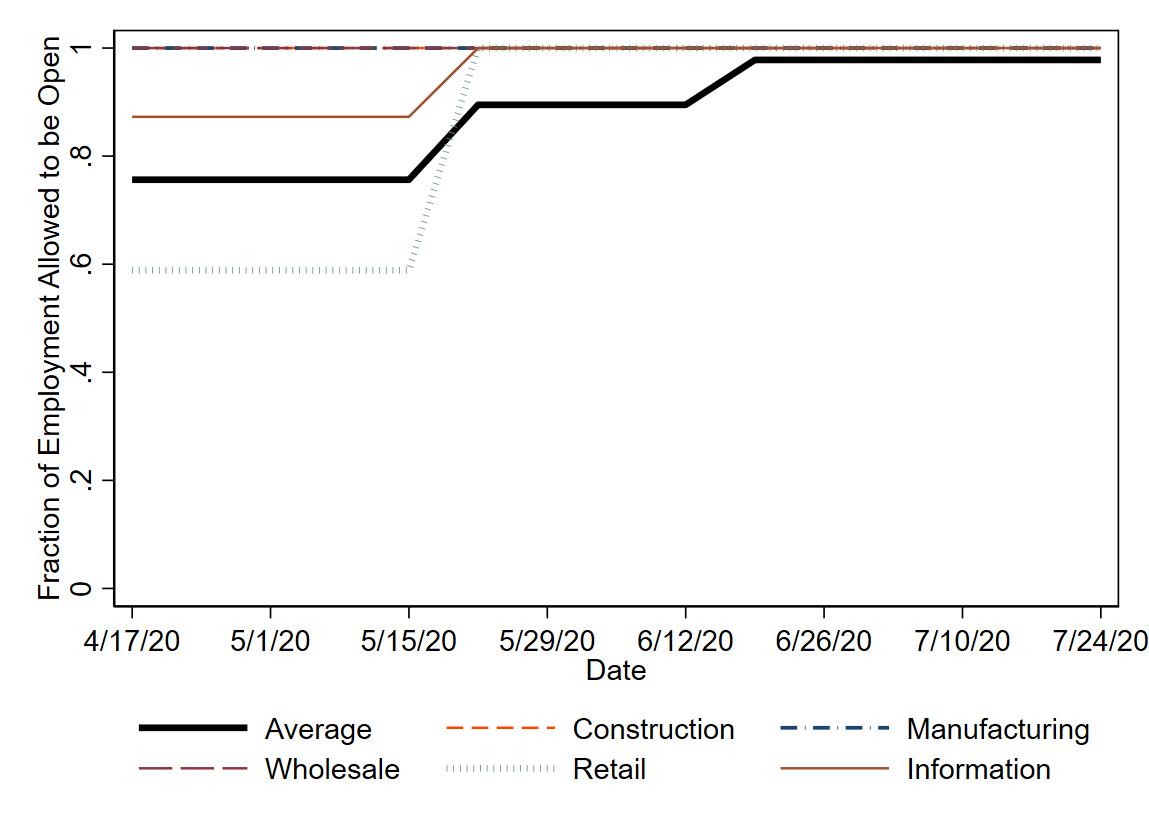 Fraction of Employment Allowed to be Open
1
.8
.6
.4
.2
0
4/17/20 5/1/20 5/15/20 5/29/20 6/12/20 6/26/20 7/10/20 7/24/20
Date
Average Construction Manufacturing
Wholesale Retail Information